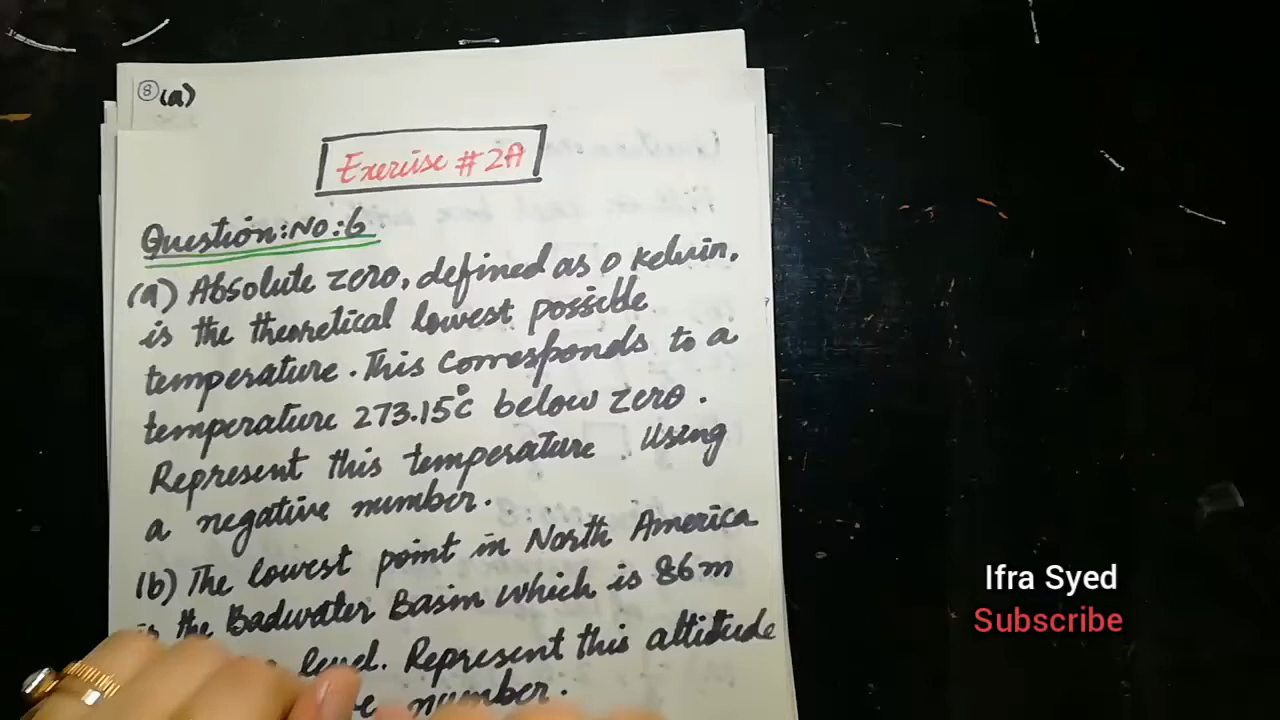 8 (a)
Exercise # 2A
Question:No:6
(a) Absolute zero, defined as 0 kelvin,
is the theoretical lowest possible
temperature. This corresponds to a
temperature 273.15°C below zero.
Represent this temperature using
a negative number.
(b) The lowest point in North America
is the Badwater Basin which is 86m
level. Represent this altitude
number.
Ifra Syed
Subscribe